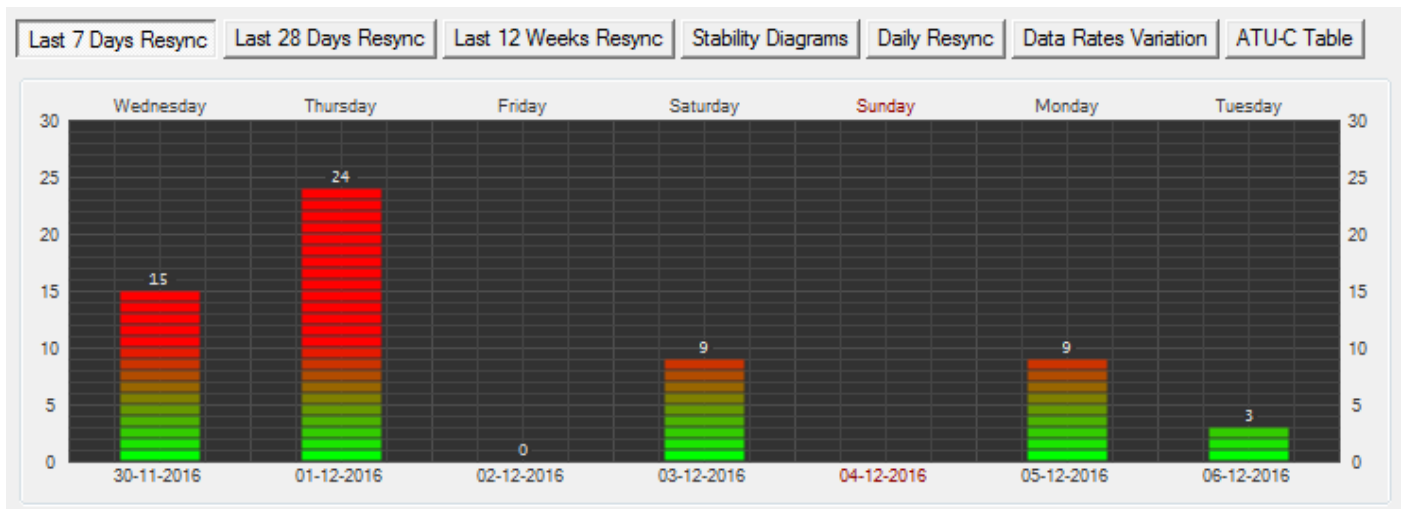 Last 7 Days Resync Last 28 Days Resync Last 12 Weeks Resync Stability Diagrams Daily Resync Data Rates Variation ATU-C Table
Wednesday Thursday Friday Saturday Sunday Monday Tuesday
30 30
25 24 25
20 20
15
15 15
10 9 9 10
5 5
3
0 0 0
30-11-2016 01-12-2016 02-12-2016 03-12-2016 04-12-2016 05-12-2016 06-12-2016